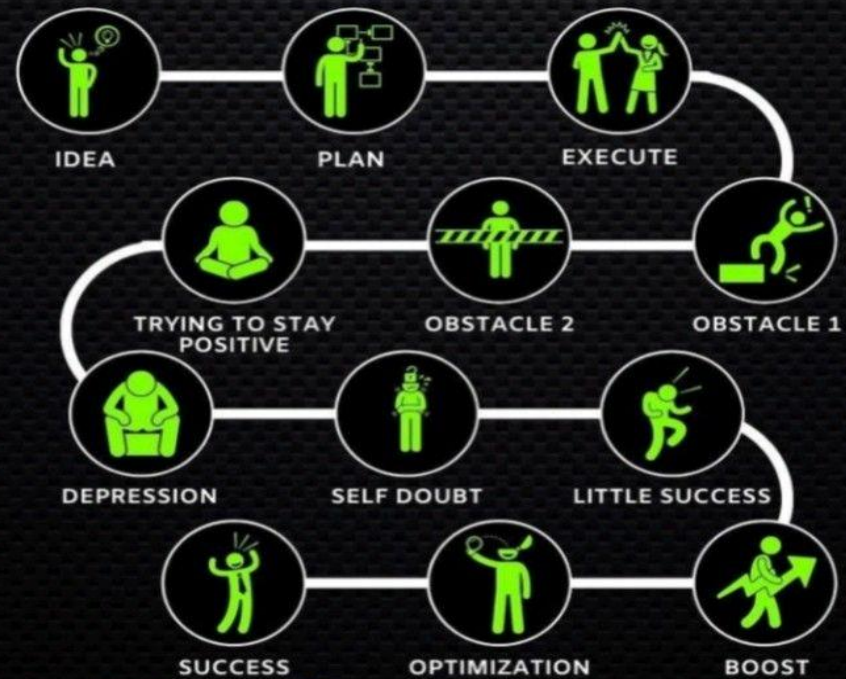 IDEA
PLAN
EXECUTE
OBSTACLE 1
OBSTACLE 2
TRYING TO STAY
POSITIVE
DEPRESSION
SELF DOUBT
LITTLE SUCCESS
BOOST
OPTIMIZATION
SUCCESS